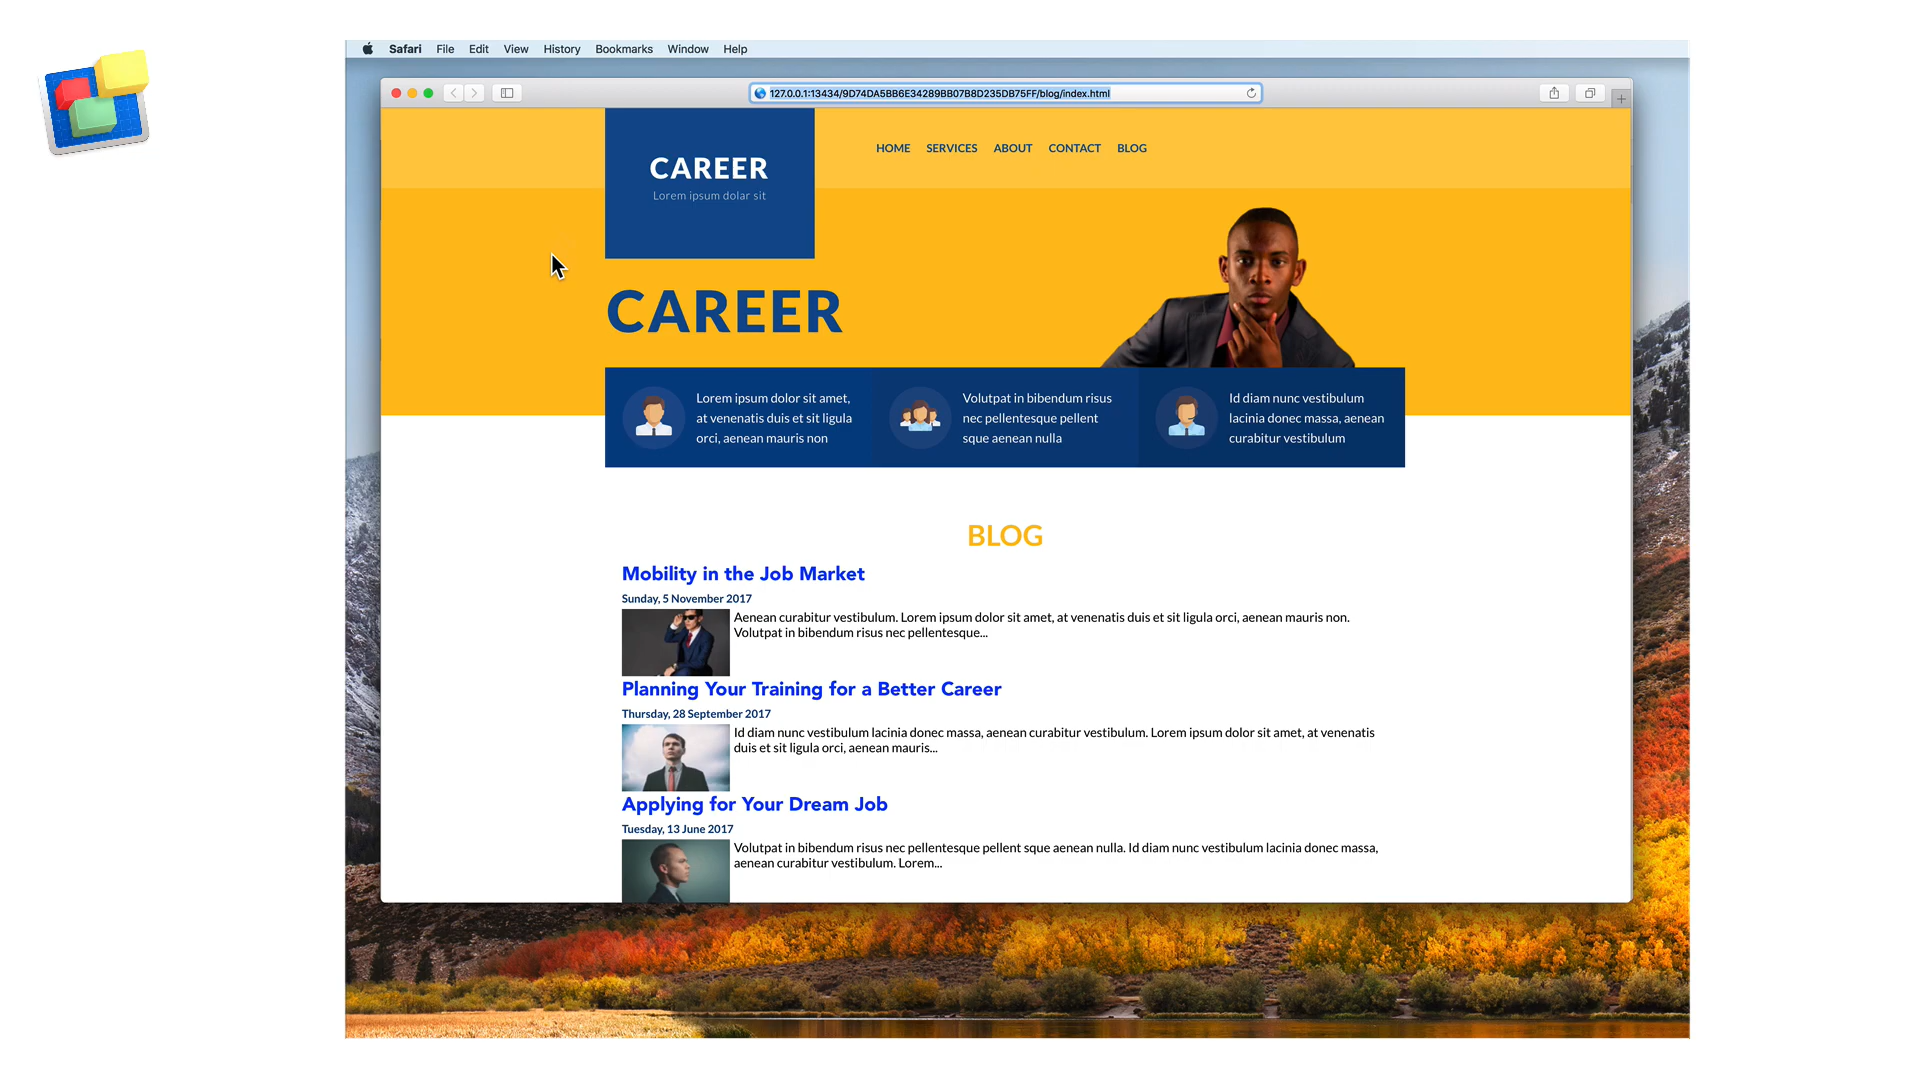 Safari File Edit View History Bookmarks Window Help
127.0.0.1:13434/9D74DA5BB6E34289BB07B8D235DB75FF/blog/index.html
CAREER
Lorem ipsum dolar sit
HOME SERVICES ABOUT CONTACT BLOG
CAREER
Lorem ipsum dolor sit amet,
at venenatis duis et sit ligula
orci, aenean mauris non
Volutpat in bibendum risus
nec pellentesque pellent
sque aenean nulla
Id diam nunc vestibulum
lacinia donec massa, aenean
curabitur vestibulum
BLOG
Mobility in the Job Market
Sunday, 5 November 2017
Aenean curabitur vestibulum. Lorem ipsum dolor sit amet, at venenatis duis et sit ligula orci, aenean mauris non.
Volutpat in bibendum risus nec pellentesque...
Planning Your Training for a Better Career
Thursday, 28 September 2017
Id diam nunc vestibulum lacinia donec massa, aenean curabitur vestibulum. Lorem ipsum dolor sit amet, at venenatis
duis et sit ligula orci, aenean mauris...
Applying for Your Dream Job
Tuesday, 13 June 2017
Volutpat in bibendum risus nec pellentesque pellent sque aenean nulla. Id diam nunc vestibulum lacinia donec massa,
aenean curabitur vestibulum. Lorem...